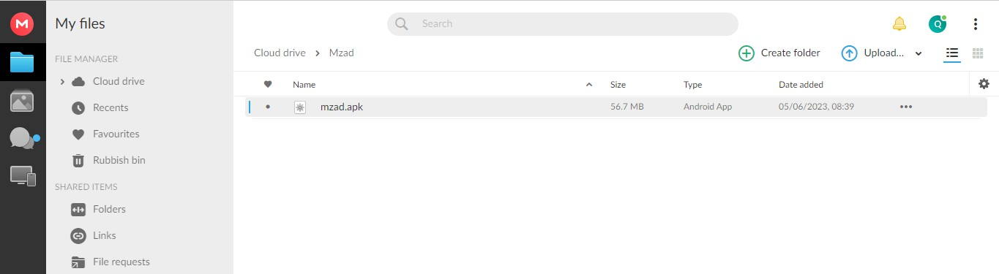 M
My files
Search
Q
Cloud drive > Mzad
Create folder
Upload...
FILE MANAGER
Cloud drive
Recents
Favourites
Rubbish bin
SHARED ITEMS
Folders
Links
File requests
Name Size Type Date added
mzad.apk 56.7 MB Android App 05/06/2023, 08:39